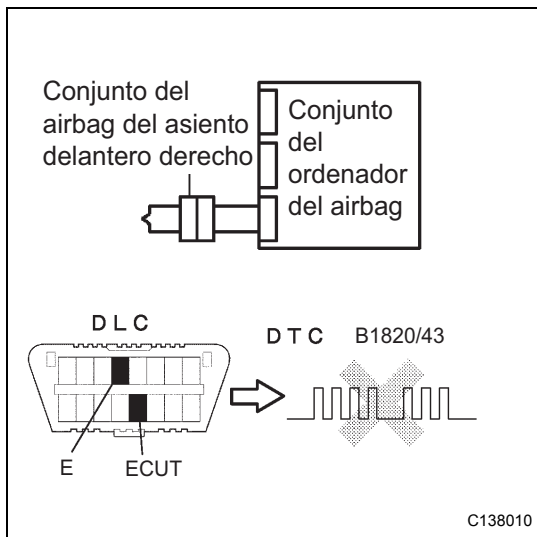 Conjunto del
airbag del asiento
delantero derecho
Conjunto
del
ordenador
del airbag
DLC
DTC B1820/43
E
ECUT
C138010